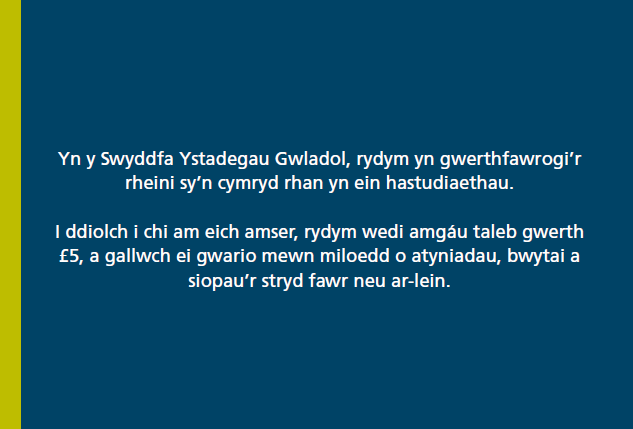 Yn y Swyddfa Ystadegau Gwladol, rydym yn gwerthfawrogi’r
rheini sy’n cymryd rhan yn ein hastudiaethau.
I ddiolch i chi am eich amser, rydym wedi amgáu taleb gwerth
£5, a gallwch ei gwario mewn miloedd o atyniadau, bwytai a
siopau’r stryd fawr neu ar-lein.